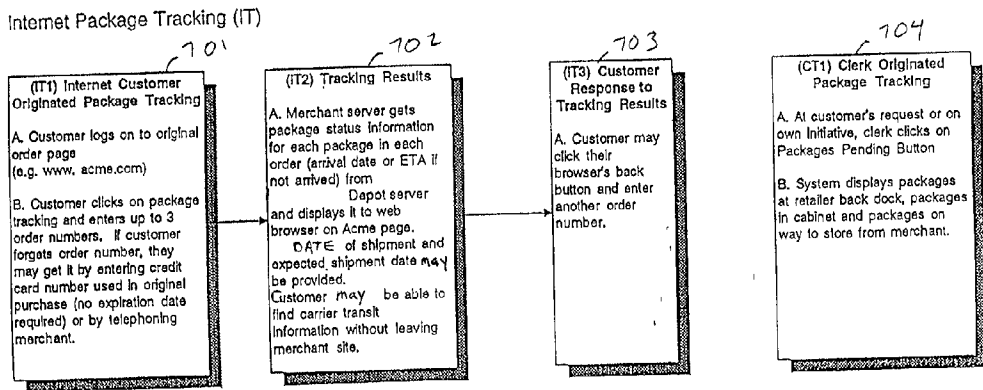 Internet Package Tracking (IT)
701
702
703
704
(IT1) Internet Customer
Originated Package Tracking
A. Customer logs on to original
order page
(e.g. www. acme.com)
B. Customer clicks on package
tracking and enters up to 3
order numbers. If customer
forgets order number, they
may get it by entering credit
card number used in original
purchase (no expiration date
required) or by telephoning
merchant.
(IT2) Tracking Results
A. Merchant server gets
package status information
for each package in each
order (arrival date or ETA if
not arrived) from
Depot server
and displays it to web
browser on Acme page.
DATE of shipment and
expected shipment date may
be provided.
Customer may be able to
find carrier transit
information without leaving
merchant site.
(IT3) Customer
Response to
Tracking Results
A. Customer may
click their
browser's back
button and enter
another order
number.
(CT1) Clerk Originated
Package Tracking
A. At customer's request or on
own initiative, clerk clicks on
Packages Pending Button
B. System displays packages
at retailer back dock, packages
in cabinet and packages on
way to store from merchant.